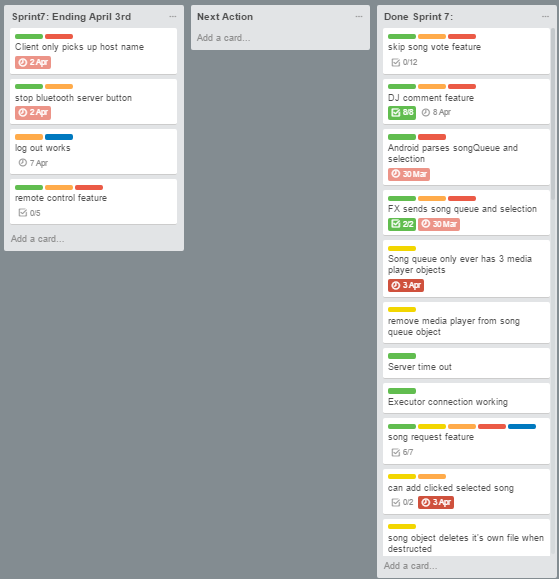 Sprint7: Ending April 3rd
Client only picks up host name
2 Apr
stop bluetooth server button
2 Apr
log out works
7 Apr
remote control feature
0/5
Add a card...
Next Action
Add a card...
Done Sprint 7:
skip song vote feature
0/12
DJ comment feature
8/8 8 Apr
Android parses songQueue and
selection
30 Mar
FX sends song queue and selection
2/2 30 Mar
Song queue only ever has 3 media
player objects
3 Apr
remove media player from song
queue object
Server time out
Executor connection working
song request feature
6/7
can add clicked selected song
0/2 3 Apr
song object deletes it's own file when
destructed
Add a card...